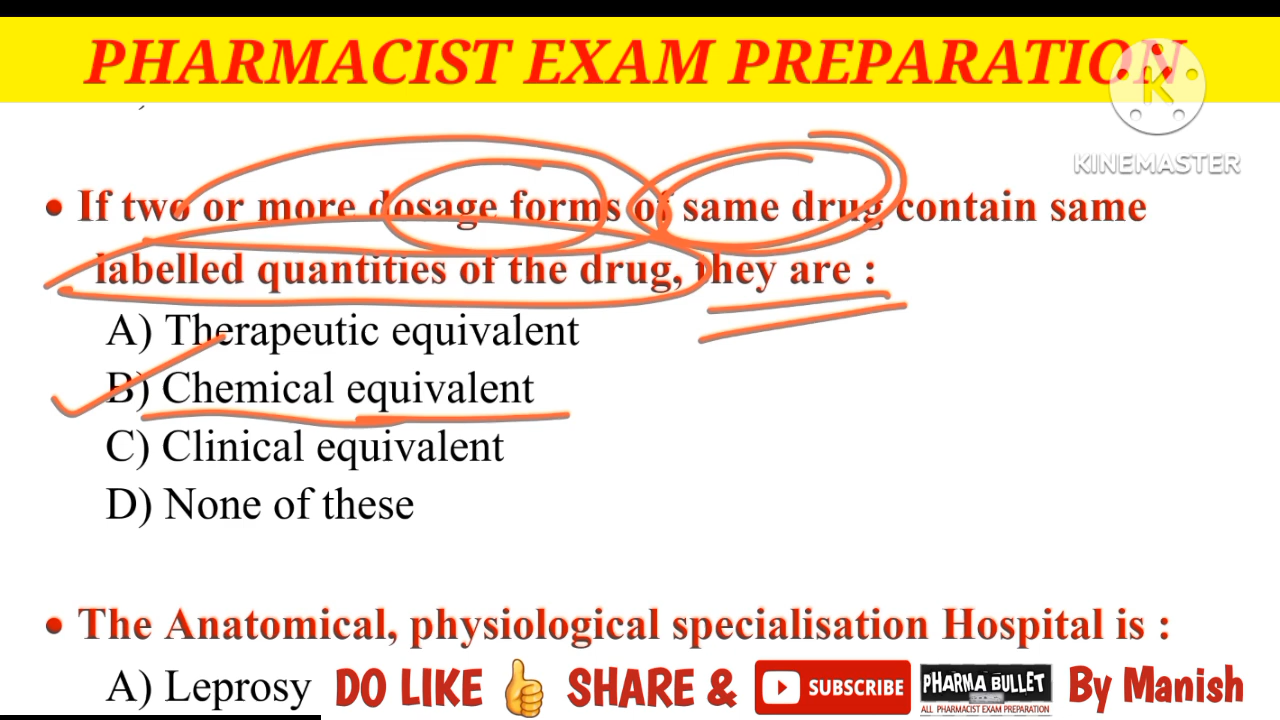 PHARMACIST EXAM PREPARATION
KINEMASTER
• If two or more dosage forms of same drug contain same
labelled quantities of the drug, they are :
A) Therapeutic equivalent
B) Chemical equivalent
C) Clinical equivalent
D) None of these
• The Anatomical, physiological specialisation Hospital is :
A) Leprosy
DO LIKE 👍 SHARE & SUBSCRIBE PHARMA BULLET By Manish
ALL PHARMACIST EXAM PREPARATION